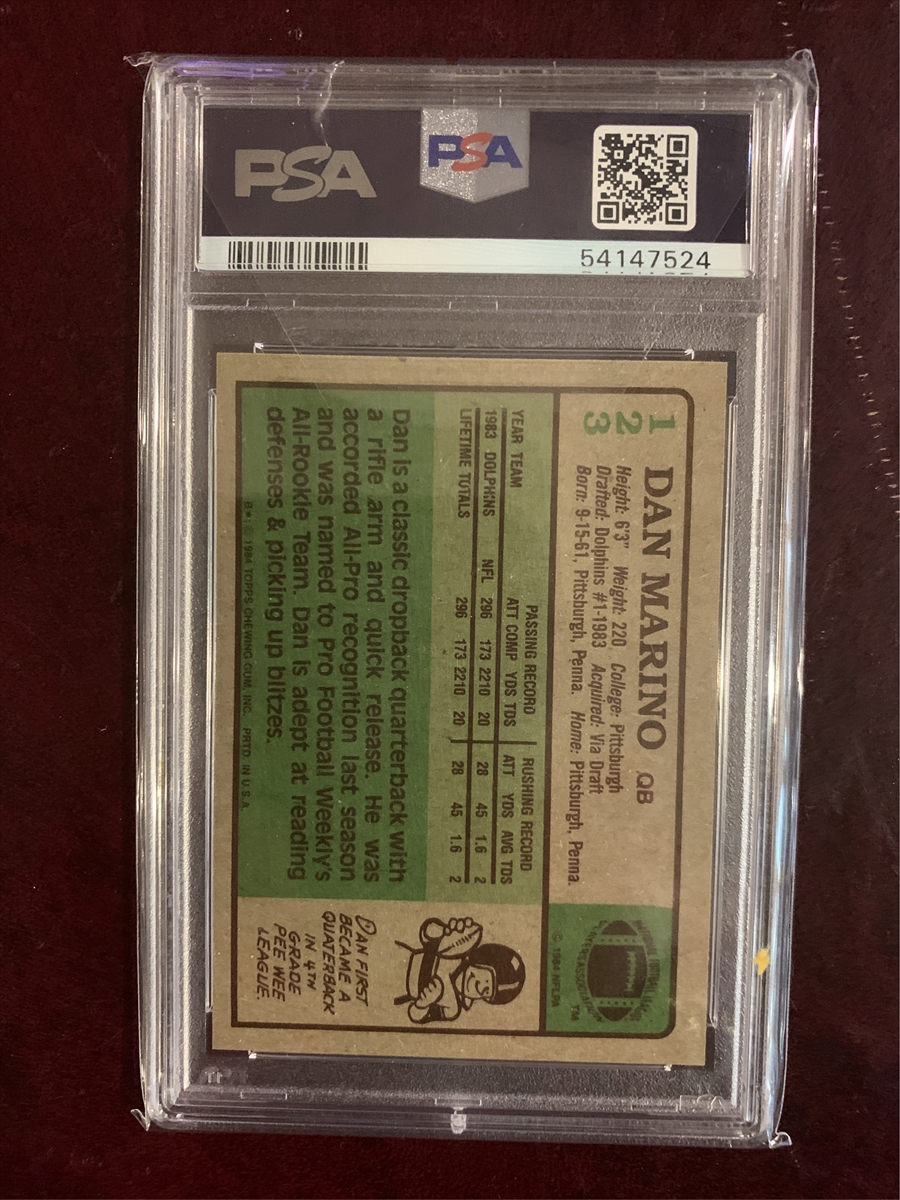 PSA
PSA
54147524
123
DAN MARINO QB
Height: 6'3" Weight: 220 College: Pittsburgh
Drafted: Dolphins #1-1983 Acquired: Via Draft
Born: 9-15-61, Pittsburgh, Penna. Home: Pittsburgh, Penna.
© 1984 NFLPA
TM
PASSING RECORD RUSHING RECORD
YEAR TEAM ATT COMP YDS TDS ATT YDS AVG TDS
1983 DOLPHINS NFL 296 173 2210 20 28 45 1.6 2
LIFETIME TOTALS 296 173 2210 20 28 45 1.6 2
Dan is a classic dropback quarterback with
a rifle arm and quick release. He was
accorded All-Pro recognition last season
and was named to Pro Football Weekly's
All-Rookie Team. Dan is adept at reading
defenses & picking up blitzes.
1984 TOPPS CHEWING GUM, INC. PRTD. IN U.S.A.
DAN FIRST
BECAME A
QUATERBACK
IN 4TH
GRADE
PEE WEE
LEAGUE.